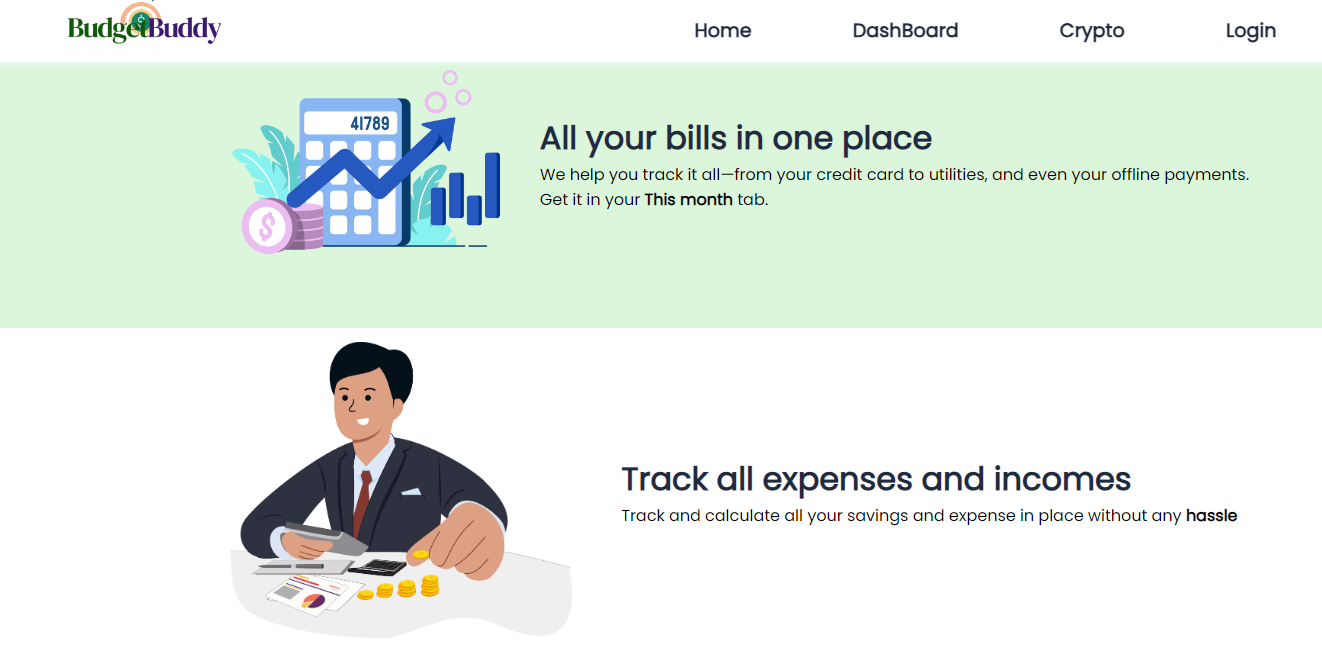 BudgetBuddy
Home DashBoard Crypto Login
41789
All your bills in one place
We help you track it all—from your credit card to utilities, and even your offline payments.
Get it in your This month tab.
$
Track all expenses and incomes
Track and calculate all your savings and expense in place without any hassle